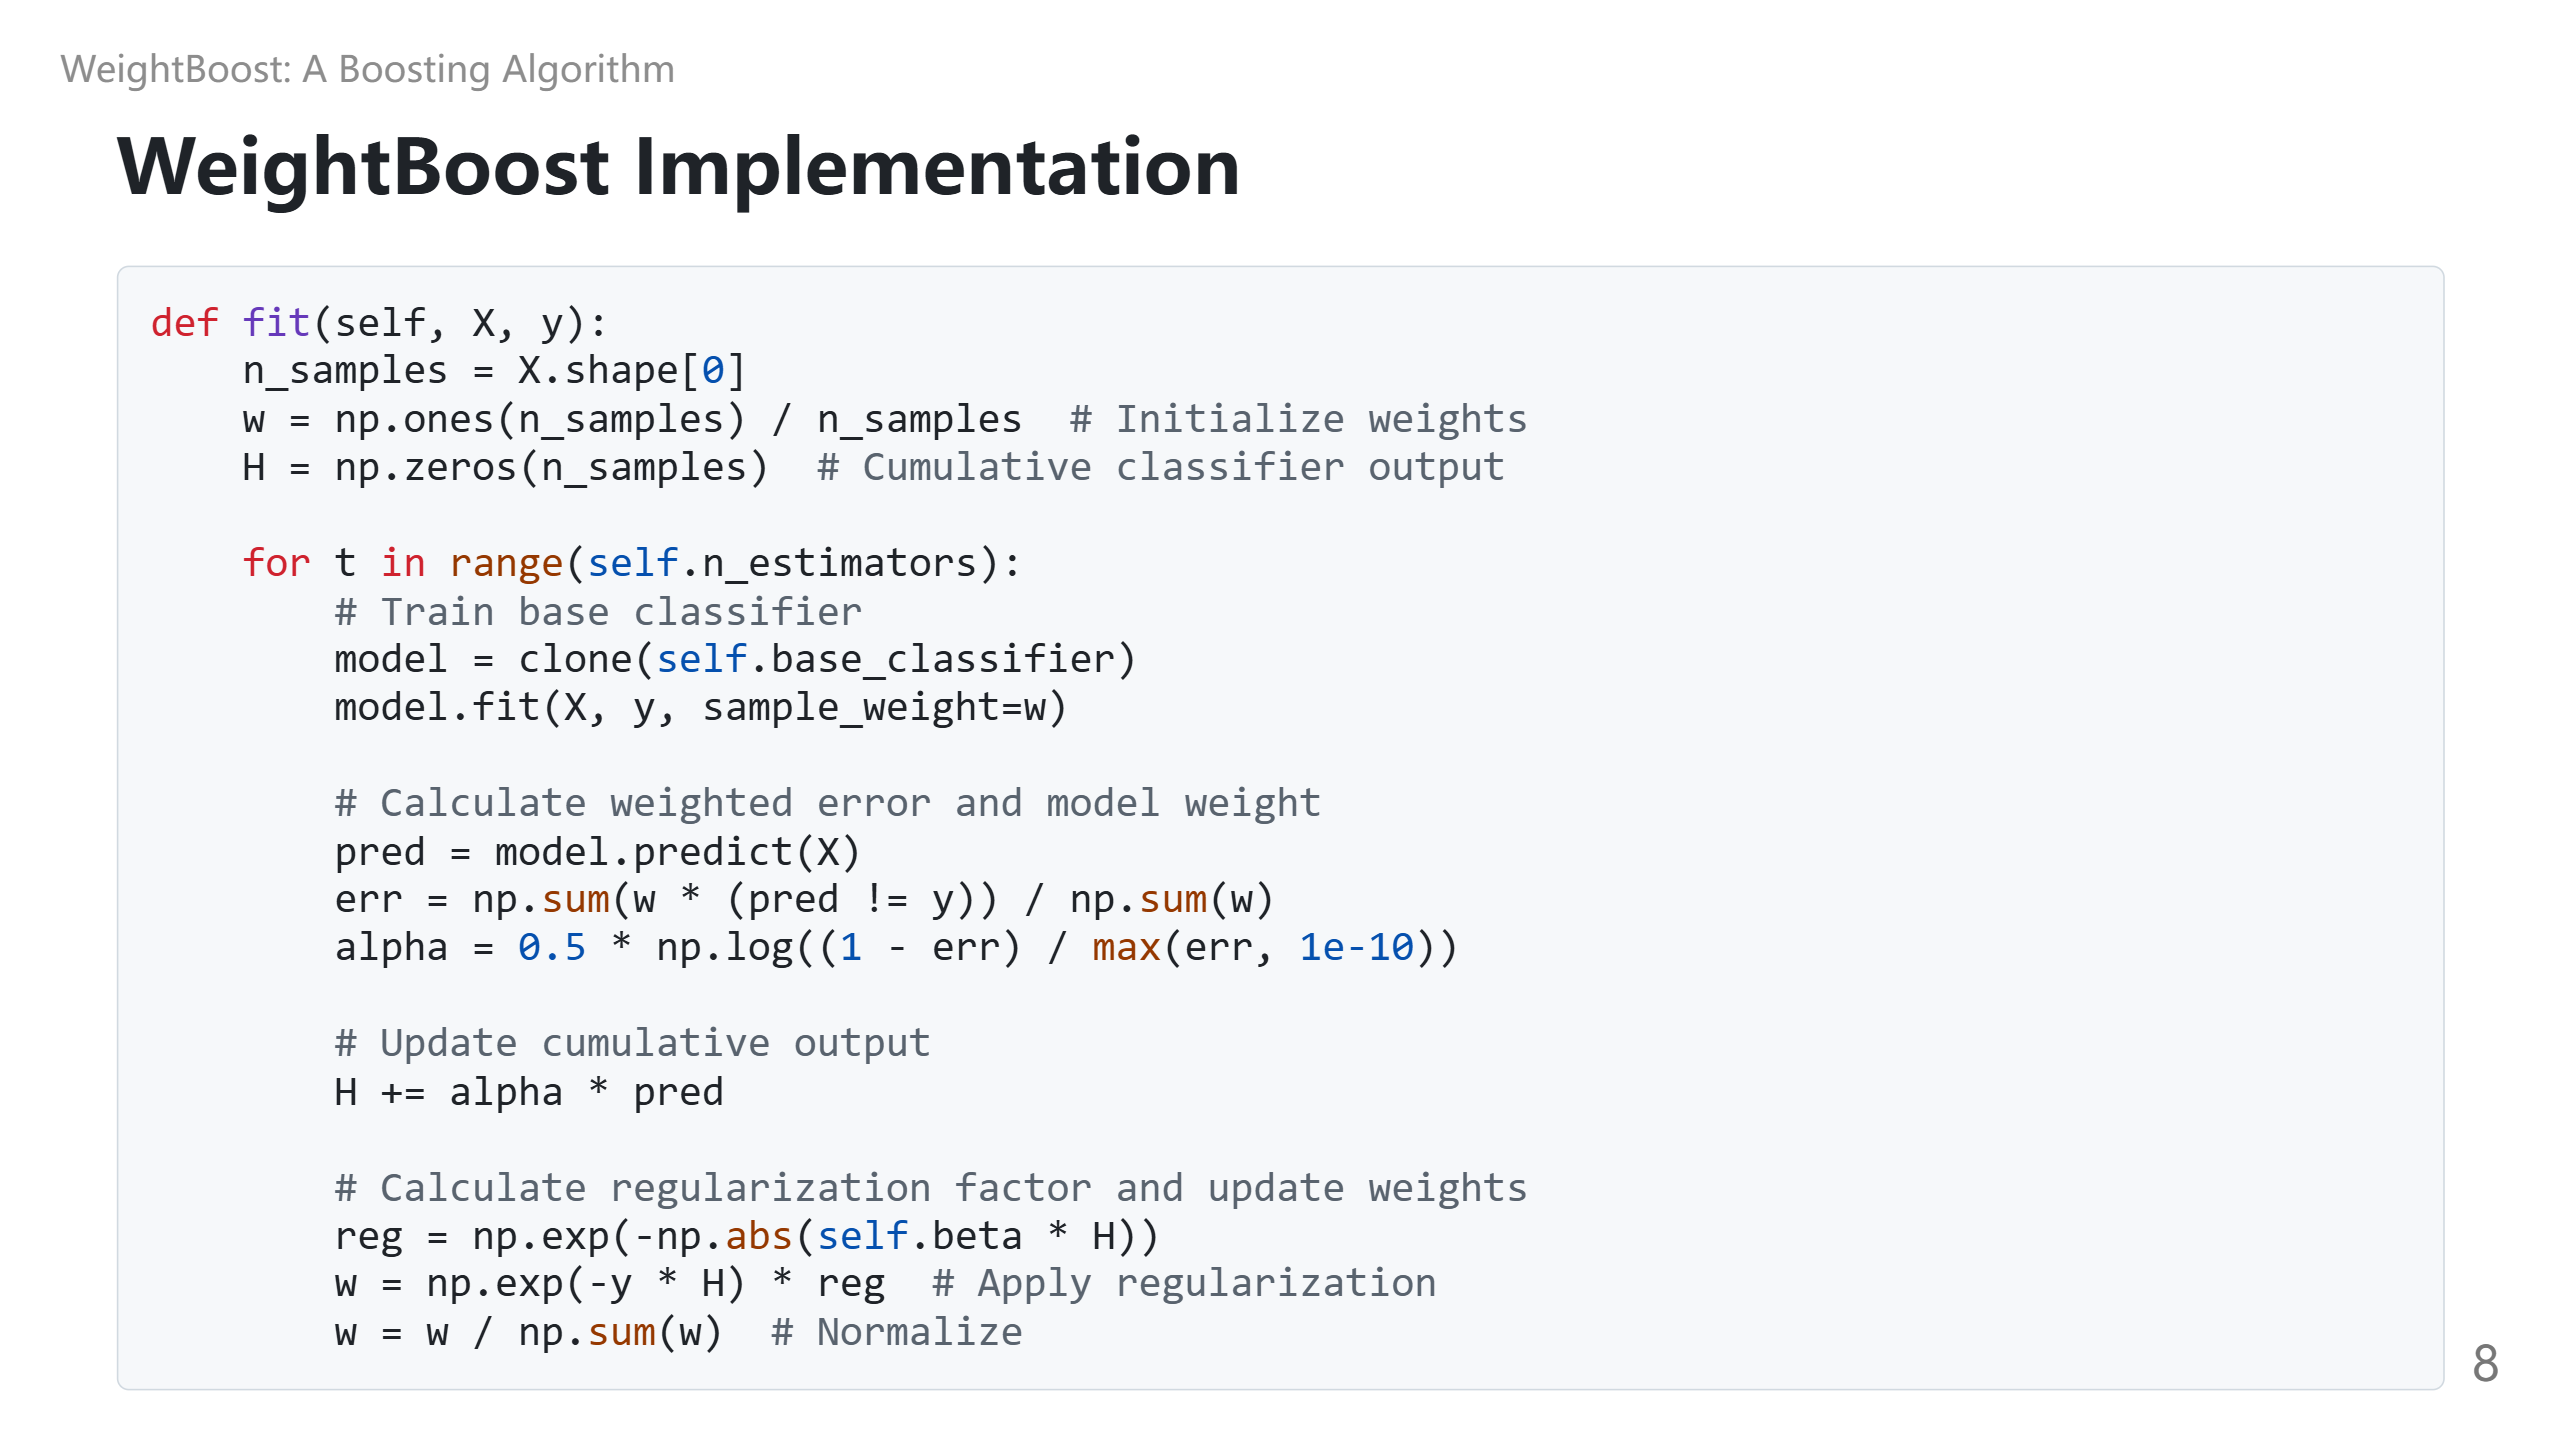 WeightBoost: A Boosting Algorithm
WeightBoost Implementation
def fit(self, X, y):
    n_samples = X.shape[0]
    w = np.ones(n_samples) / n_samples  # Initialize weights
    H = np.zeros(n_samples)  # Cumulative classifier output

    for t in range(self.n_estimators):
        # Train base classifier
        model = clone(self.base_classifier)
        model.fit(X, y, sample_weight=w)

        # Calculate weighted error and model weight
        pred = model.predict(X)
        err = np.sum(w * (pred != y)) / np.sum(w)
        alpha = 0.5 * np.log((1 - err) / max(err, 1e-10))

        # Update cumulative output
        H += alpha * pred

        # Calculate regularization factor and update weights
        reg = np.exp(-np.abs(self.beta * H))
        w = np.exp(-y * H) * reg  # Apply regularization
        w = w / np.sum(w)  # Normalize
8